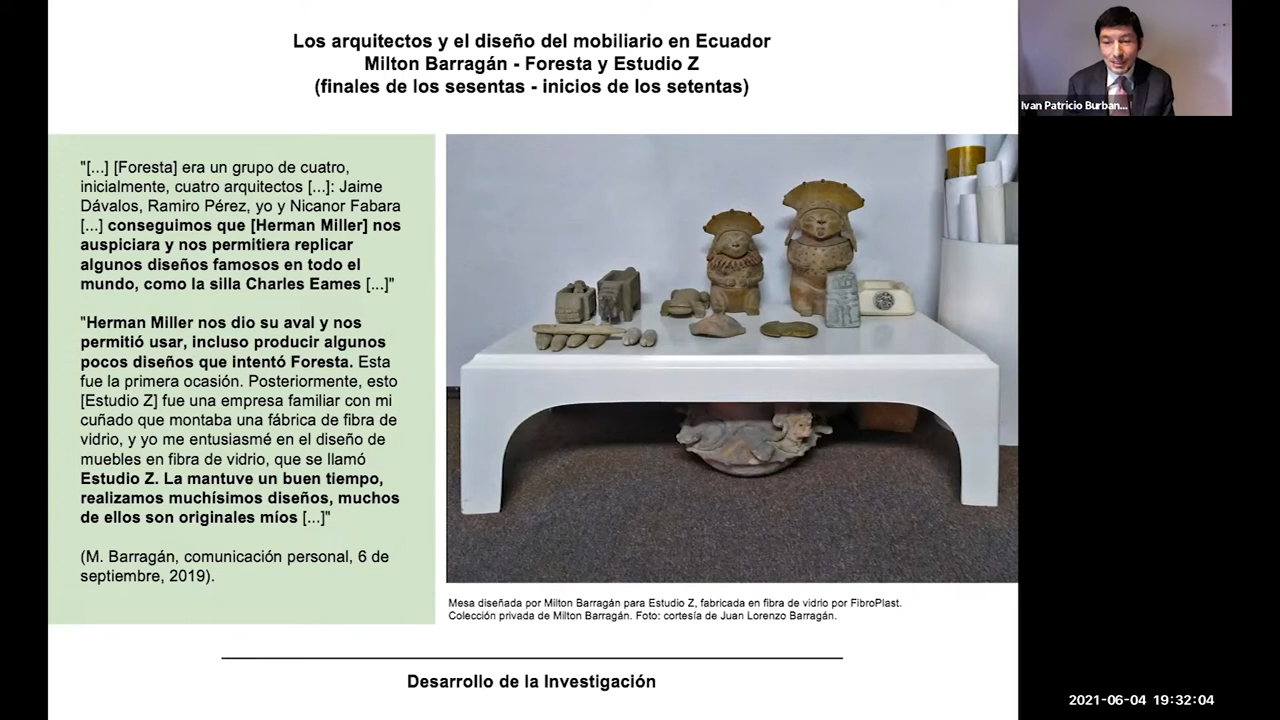 Los arquitectos y el diseño del mobiliario en Ecuador
Milton Barragán - Foresta y Estudio Z
(finales de los sesentas - inicios de los setentas)
"[...] [Foresta] era un grupo de cuatro,
inicialmente, cuatro arquitectos [...]: Jaime
Dávalos, Ramiro Pérez, yo y Nicanor Fabara
[...] conseguimos que [Herman Miller] nos
auspiciara y nos permitiera replicar
algunos diseños famosos en todo el
mundo, como la silla Charles Eames [...]"
"Herman Miller nos dio su aval y nos
permitió usar, incluso producir algunos
pocos diseños que intentó Foresta. Esta
fue la primera ocasión. Posteriormente, esto
[Estudio Z] fue una empresa familiar con mi
cuñado que montaba una fábrica de fibra de
vidrio, y yo me entusiasmé en el diseño de
muebles en fibra de vidrio, que se llamó
Estudio Z. La mantuve un buen tiempo,
realizamos muchísimos diseños, muchos
de ellos son originales míos [...]"
(M. Barragán, comunicación personal, 6 de
septiembre, 2019).
Mesa diseñada por Milton Barragán para Estudio Z, fabricada en fibra de vidrio por FibroPlast.
Colección privada de Milton Barragán. Foto: cortesía de Juan Lorenzo Barragán.
Desarrollo de la Investigación
Ivan Patricio Burban...
2021-06-04 19:32:04